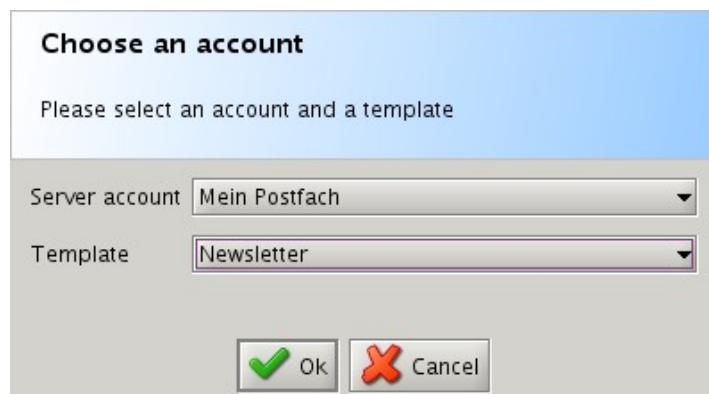 Choose an account
Please select an account and a template
Server account Mein Postfach
Template Newsletter
Ok Cancel